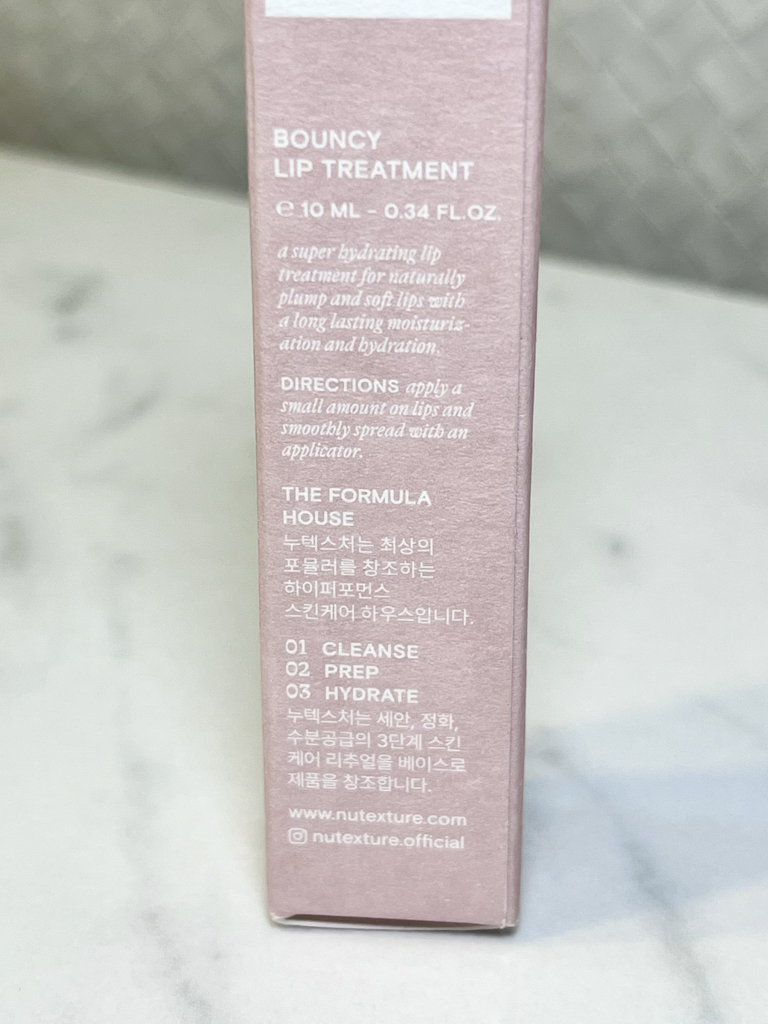 BOUNCY
LIP TREATMENT
℮ 10 ML - 0.34 FL.OZ.
a super hydrating lip
treatment for naturally
plump and soft lips with
a long lasting moisturiz-
ation and hydration.
DIRECTIONS apply a
small amount on lips and
smoothly spread with an
applicator.
THE FORMULA
HOUSE
누텍스처는 최상의
포뮬러를 창조하는
하이퍼포먼스
스킨케어 하우스입니다.
01 CLEANSE
02 PREP
03 HYDRATE
누텍스처는 세안, 정화,
수분공급의 3단계 스킨
케어 리추얼을 베이스로
제품을 창조합니다.
www.nutexture.com
nutexture.official